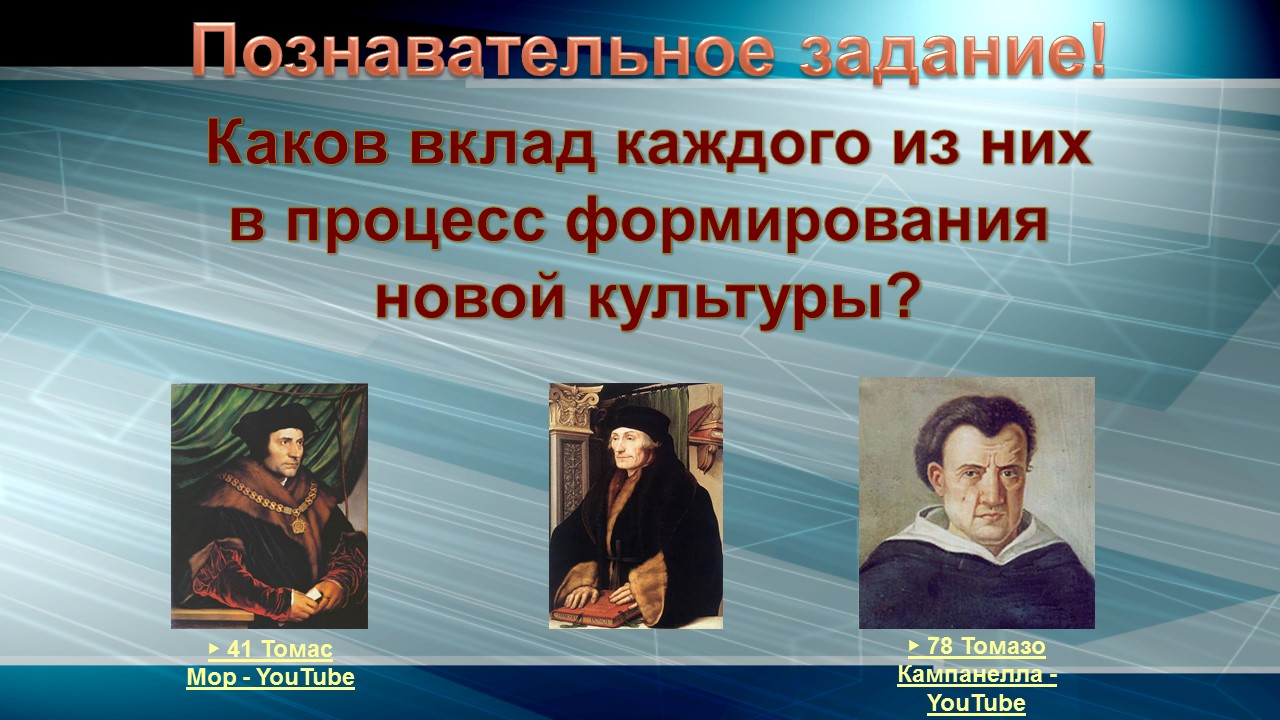 Познавательное задание!
Каков вклад каждого из них
в процесс формирования
новой культуры?
▶ 41 Томас
Мор - YouTube
▶ 78 Томазо
Кампанелла -
YouTube